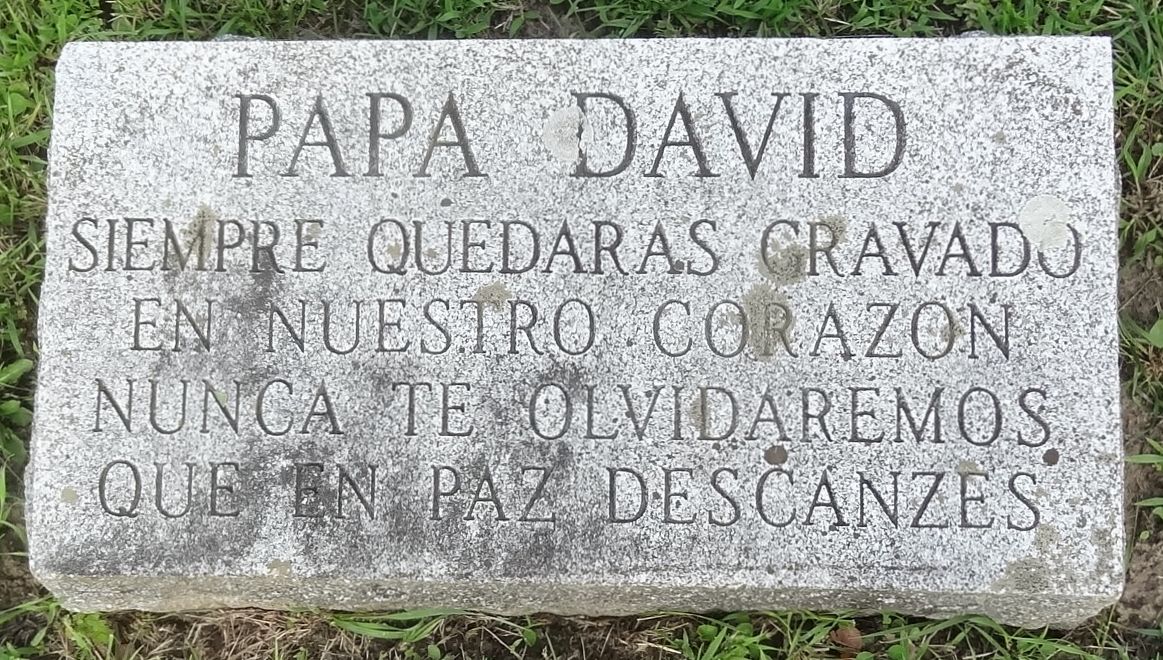 PAPA DAVID
SIEMPRE QUEDARAS GRAVADO
EN NUESTRO CORAZON
NUNCA TE OLVIDAREMOS
QUE EN PAZ DESCANZES